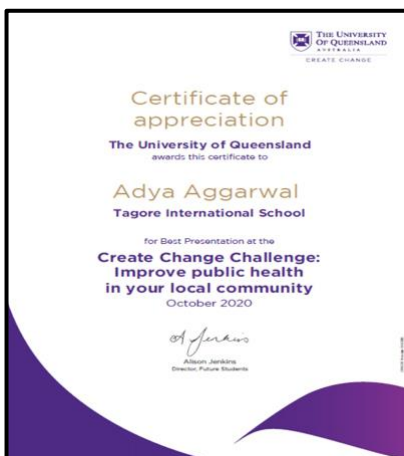 THE UNIVERSITY
OF QUEENSLAND
AUSTRALIA
CREATE CHANGE
Certificate of
appreciation
The University of Queensland
awards this certificate to
Adya Aggarwal
Tagore International School
for Best Presentation at the
Create Change Challenge:
Improve public health
in your local community
October 2020
A Jenkins
Alison Jenkins
Director, Future Students